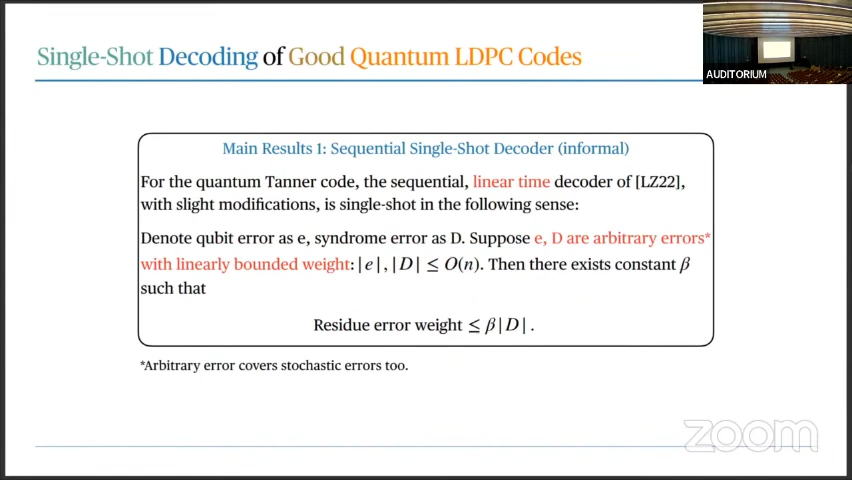 Single-Shot Decoding of Good Quantum LDPC Codes
AUDITORIUM
Main Results 1: Sequential Single-Shot Decoder (informal)
For the quantum Tanner code, the sequential, linear time decoder of [LZ22],
with slight modifications, is single-shot in the following sense:
Denote qubit error as e, syndrome error as D. Suppose e, D are arbitrary errors*
with linearly bounded weight: |e|, |D| ≤ O(n). Then there exists constant β
such that
Residue error weight ≤ β|D|.
*Arbitrary error covers stochastic errors too.
zoom